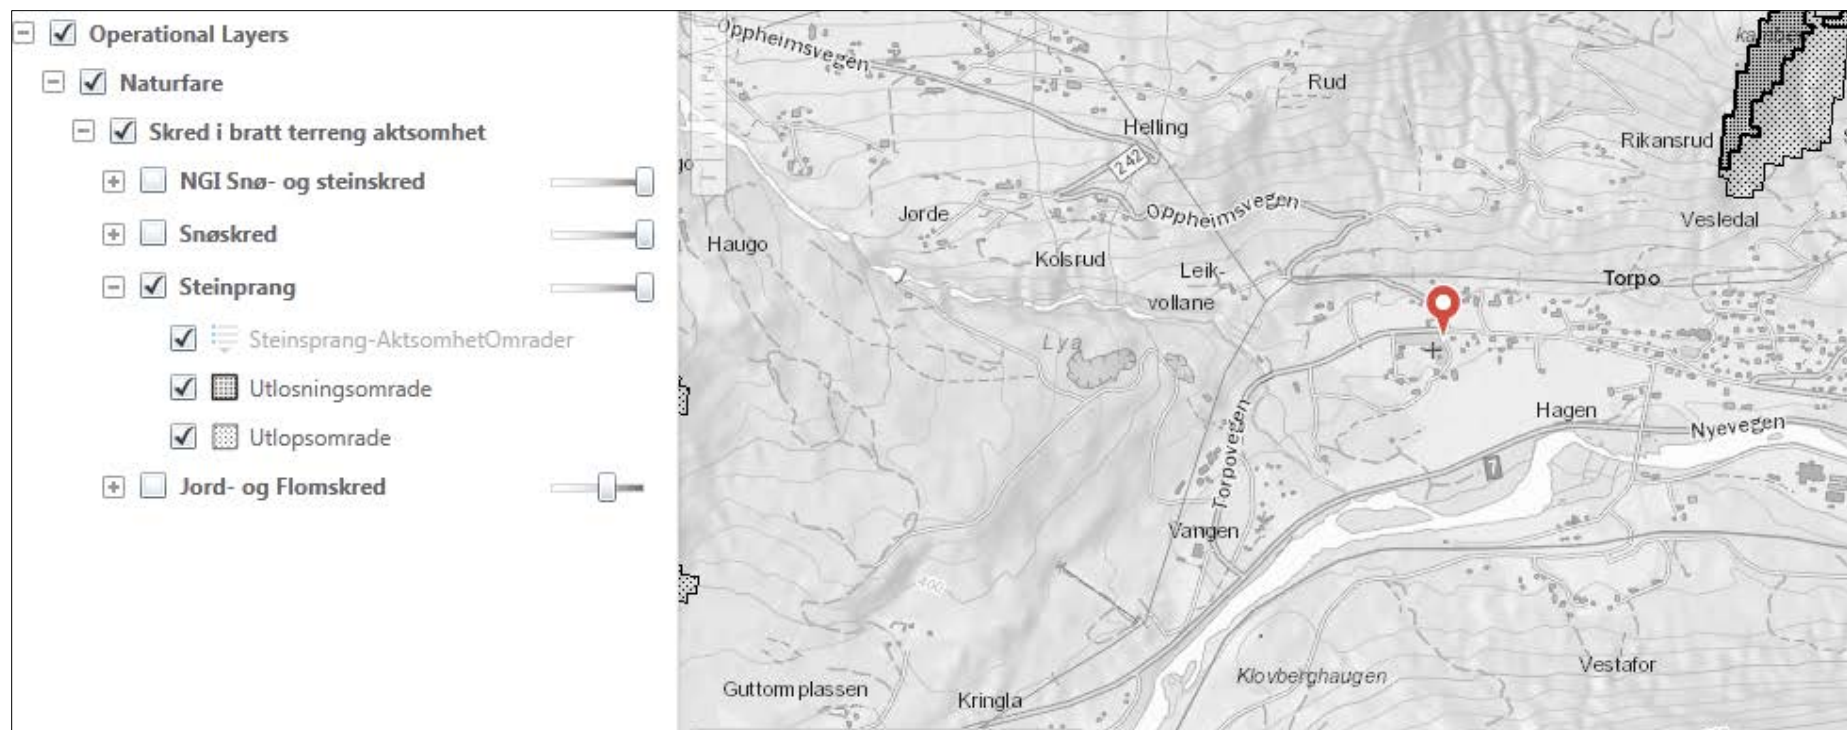 Operational Layers
Naturfare
Skred i bratt terreng aktsomhet
NGI Snø- og steinskred
Snøskred
Steinprang
Steinsprang-AktsomhetOmrader
Utlosningsomrade
Utlopsomrade
Jord- og Flomskred
Oppheimsvegen
Rud
Helling
242
Rikansrud
Jorde
Oppheimsvegen
Vesledal
Haugo
Kolsrud
Leik-
vollane
Torpo
Lya
Hagen
Nyevegen
Torpovegen
7
Vangen
400
Vestafor
Klovberghaugen
Guttorm plassen
Kringla